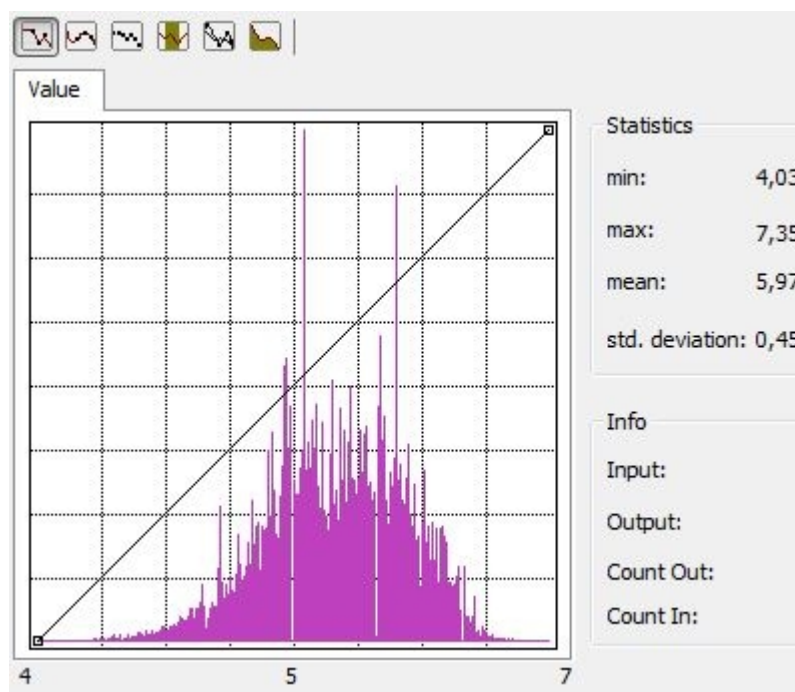 Value
Statistics
min: 4,03
max: 7,35
mean: 5,97
std. deviation: 0,45
Info
Input:
Output:
Count Out:
Count In:
4 5 7